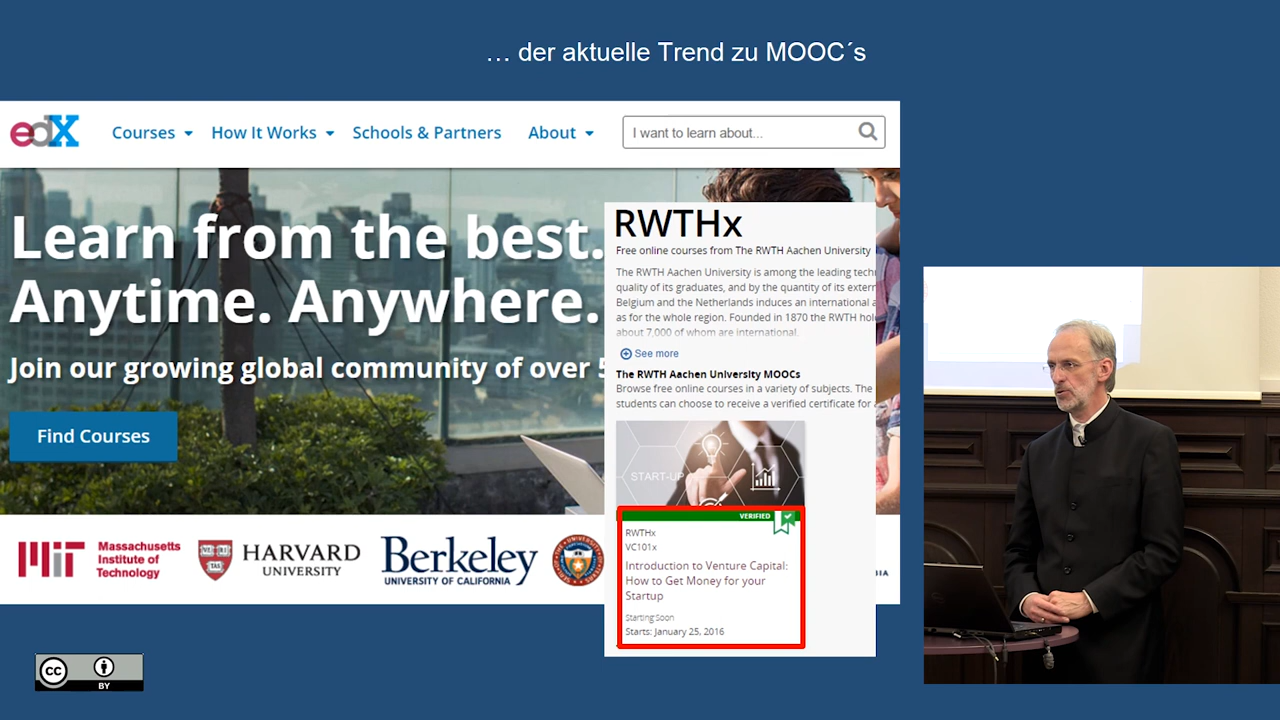 … der aktuelle Trend zu MOOC´s
edX
Courses
How It Works
Schools & Partners
About
I want to learn about...
Learn from the best.
Anytime. Anywhere.
Join our growing global community of over
Find Courses
MIT Massachusetts
Institute of
Technology
VE RI TAS
HARVARD
UNIVERSITY
Berkeley
UNIVERSITY OF CALIFORNIA
RWTHx
Free online courses from The RWTH Aachen University
The RWTH Aachen University is among the leading
quality of its graduates, and by the quantity of its
Belgium and the Netherlands induces an international
as for the whole region. Founded in 1870 the RWTH
about 7,000 of whom are international.
See more
The RWTH Aachen University MOOCs
Browse free online courses in a variety of subjects. The
students can choose to receive a verified certificate for
START-UP
VERIFIED
RWTHx
VC101x
Introduction to Venture Capital:
How to Get Money for your
Startup
Starting Soon
Starts: January 25, 2016
cc
BY